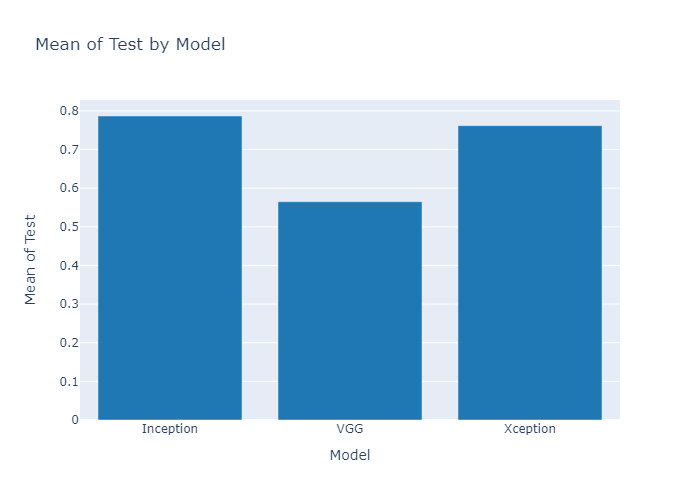 Mean of Test by Model
Mean of Test
0.8
0.7
0.6
0.5
0.4
0.3
0.2
0.1
0
Inception VGG Xception
Model